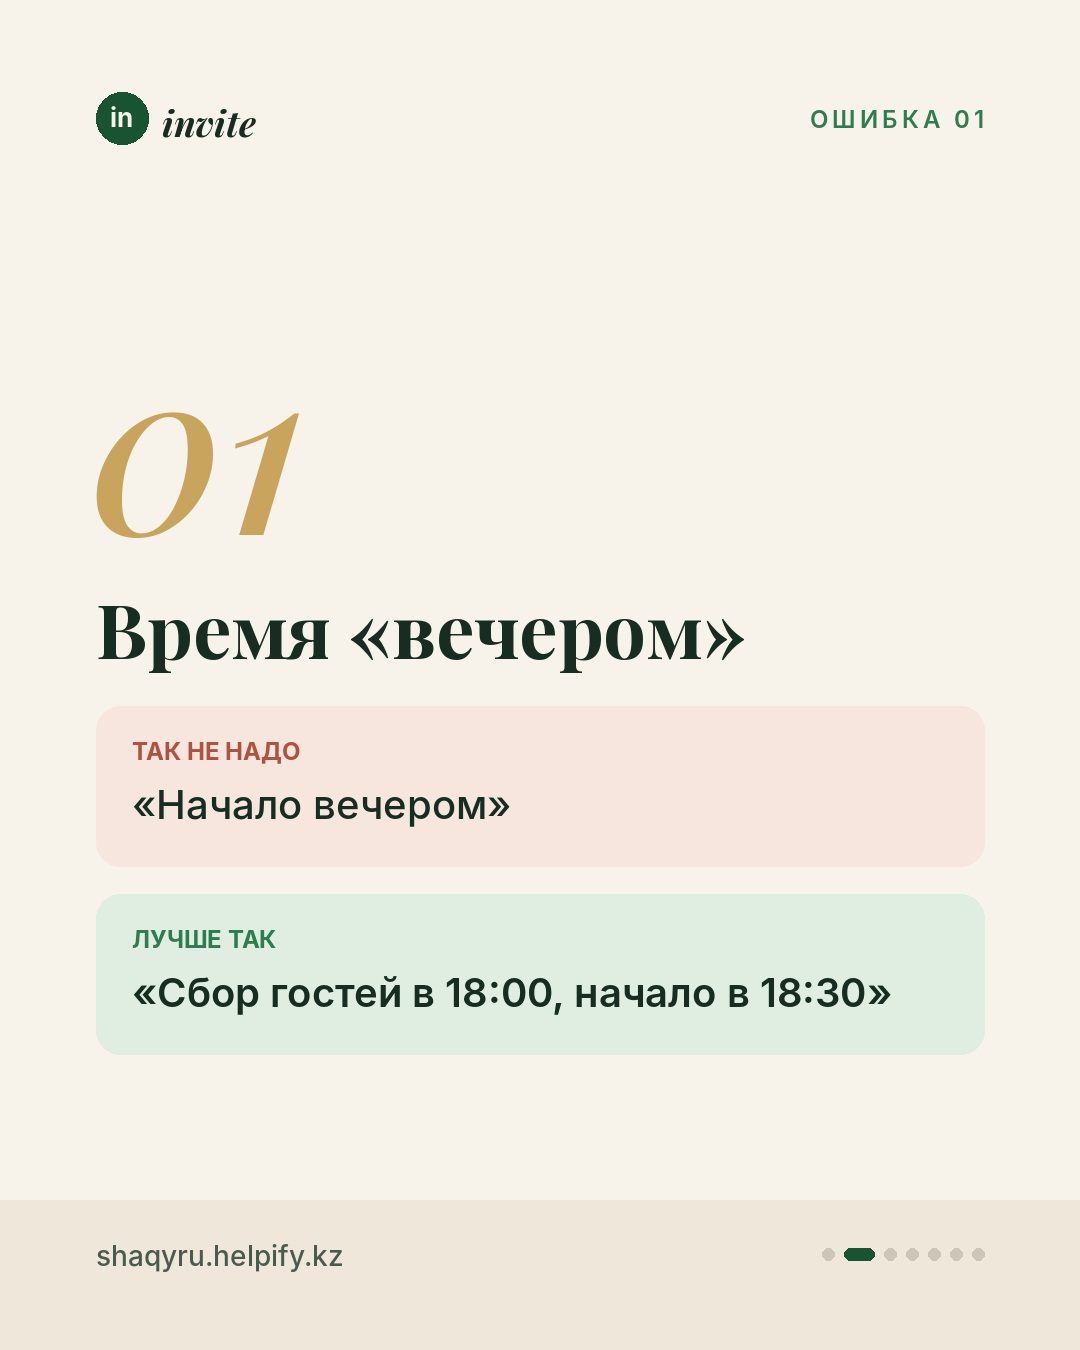 in invite
ОШИБКА 01
01
Время «вечером»
ТАК НЕ НАДО
«Начало вечером»
ЛУЧШЕ ТАК
«Сбор гостей в 18:00, начало в 18:30»
shaqyru.helpify.kz